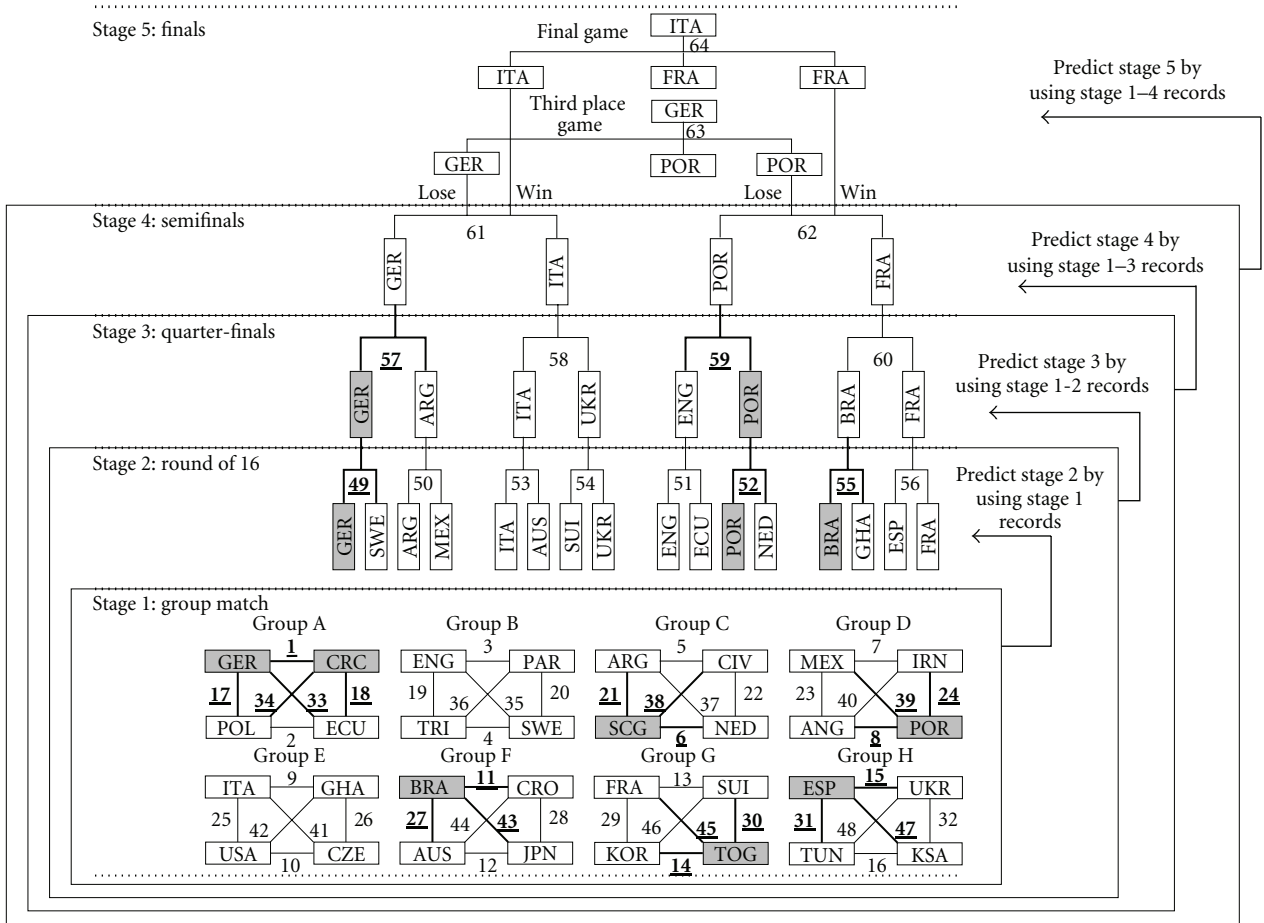 Stage 5: finals
Final game
ITA
64
ITA
FRA
FRA
Predict stage 5 by
using stage 1–4 records
Third place
game
GER
63
GER
POR
POR
Lose
Win
Lose
Win
Stage 4: semifinals
61
62
GER
ITA
POR
FRA
Predict stage 4 by
using stage 1–3 records
Stage 3: quarter-finals
57
58
59
60
GER
ARG
ITA
UKR
ENG
POR
BRA
FRA
Predict stage 3 by
using stage 1-2 records
Stage 2: round of 16
49
50
53
54
51
52
55
56
GER
SWE
ARG
MEX
ITA
AUS
SUI
UKR
ENG
ECU
POR
NED
BRA
GHA
ESP
FRA
Predict stage 2 by
using stage 1
records
Stage 1: group match
Group A
1
GER
CRC
17
34
33
18
POL
ECU
2
Group B
3
ENG
PAR
19
36
35
20
TRI
SWE
4
Group C
5
ARG
CIV
21
38
37
22
SCG
NED
6
Group D
7
MEX
IRN
23
40
39
24
ANG
POR
8
Group E
9
ITA
GHA
25
42
41
26
USA
CZE
10
Group F
11
BRA
CRO
27
44
43
28
AUS
JPN
12
Group G
13
FRA
SUI
29
46
45
30
KOR
TOG
14
Group H
15
ESP
UKR
31
48
47
32
TUN
KSA
16